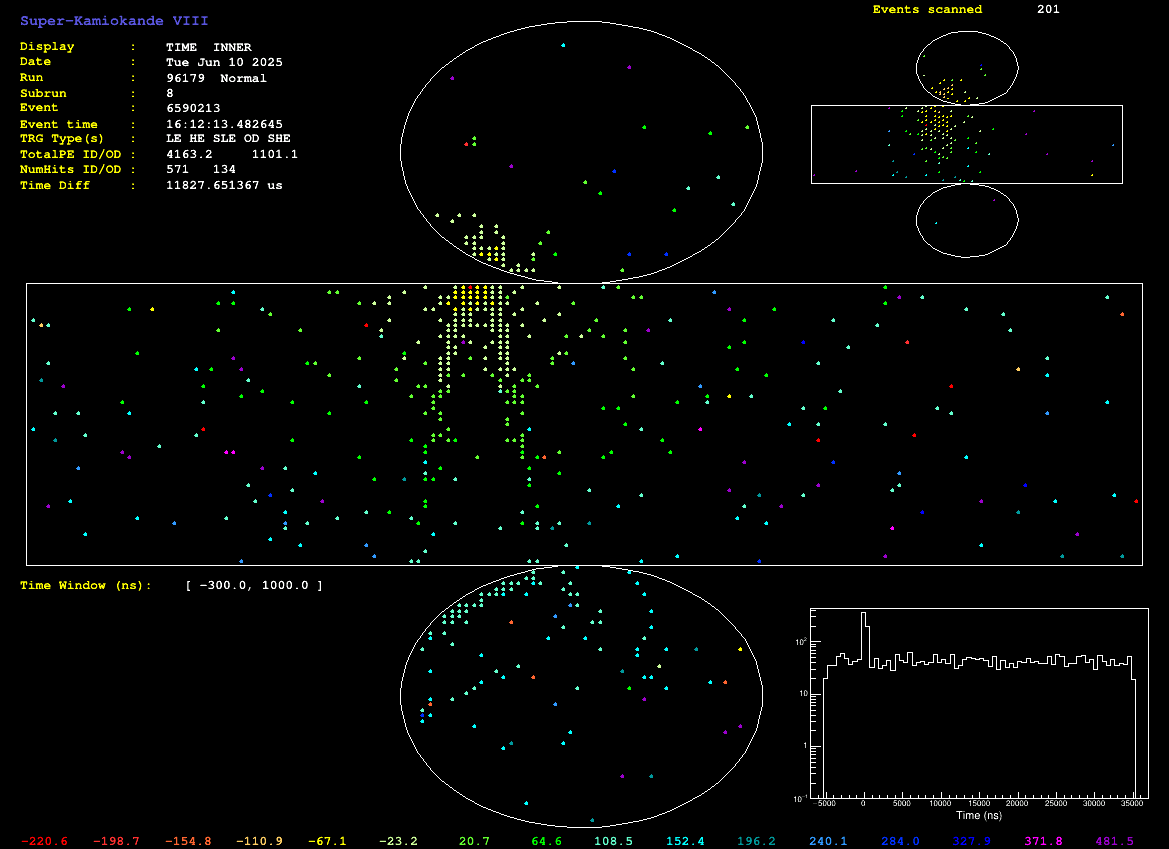 Super-Kamiokande VIII
Display : TIME INNER
Date : Tue Jun 10 2025
Run : 96179 Normal
Subrun : 8
Event : 6590213
Event time : 16:12:13.482645
TRG Type(s) : LE HE SLE OD SHE
TotalPE ID/OD : 4163.2 1101.1
NumHits ID/OD : 571 134
Time Diff : 11827.651367 us
Events scanned 201
Time Window (ns): [ -300.0, 1000.0 ]
10²
10
1
10⁻¹
-5000 0 5000 10000 15000 20000 25000 30000 35000
Time (ns)
-220.6 -198.7 -154.8 -110.9 -67.1 -23.2 20.7 64.6 108.5 152.4 196.2 240.1 284.0 327.9 371.8 481.5